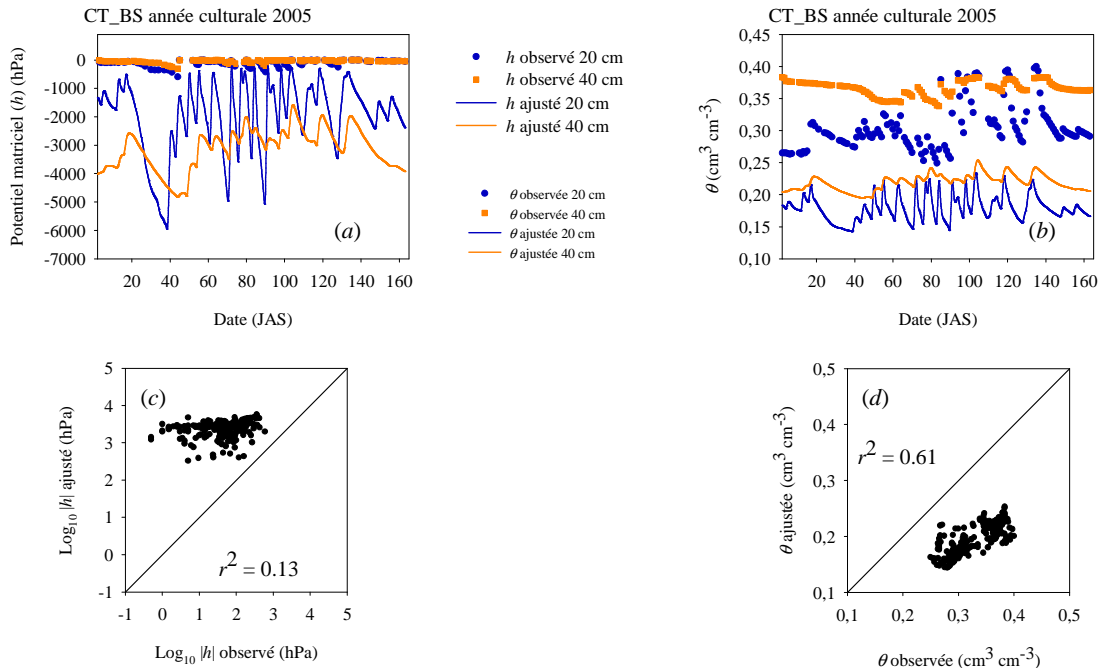 CT_BS année culturale 2005
Potentiel matriciel (h) (hPa)
0
-1000
-2000
-3000
-4000
-5000
-6000
-7000
(a)
20 40 60 80 100 120 140 160
Date (JAS)
h observé 20 cm
h observé 40 cm
h ajusté 20 cm
h ajusté 40 cm
θ observée 20 cm
θ observée 40 cm
θ ajustée 20 cm
θ ajustée 40 cm
CT_BS année culturale 2005
θ (cm³ cm⁻³)
0,45
0,40
0,35
0,30
0,25
0,20
0,15
0,10
(b)
20 40 60 80 100 120 140 160
Date (JAS)
Log₁₀ |h| ajusté (hPa)
5
4
3
2
1
0
-1
(c)
r² = 0.13
-1 0 1 2 3 4 5
Log₁₀ |h| observé (hPa)
θ ajustée (cm³ cm⁻³)
0,5
0,4
0,3
0,2
0,1
(d)
r² = 0.61
0,1 0,2 0,3 0,4 0,5
θ observée (cm³ cm⁻³)